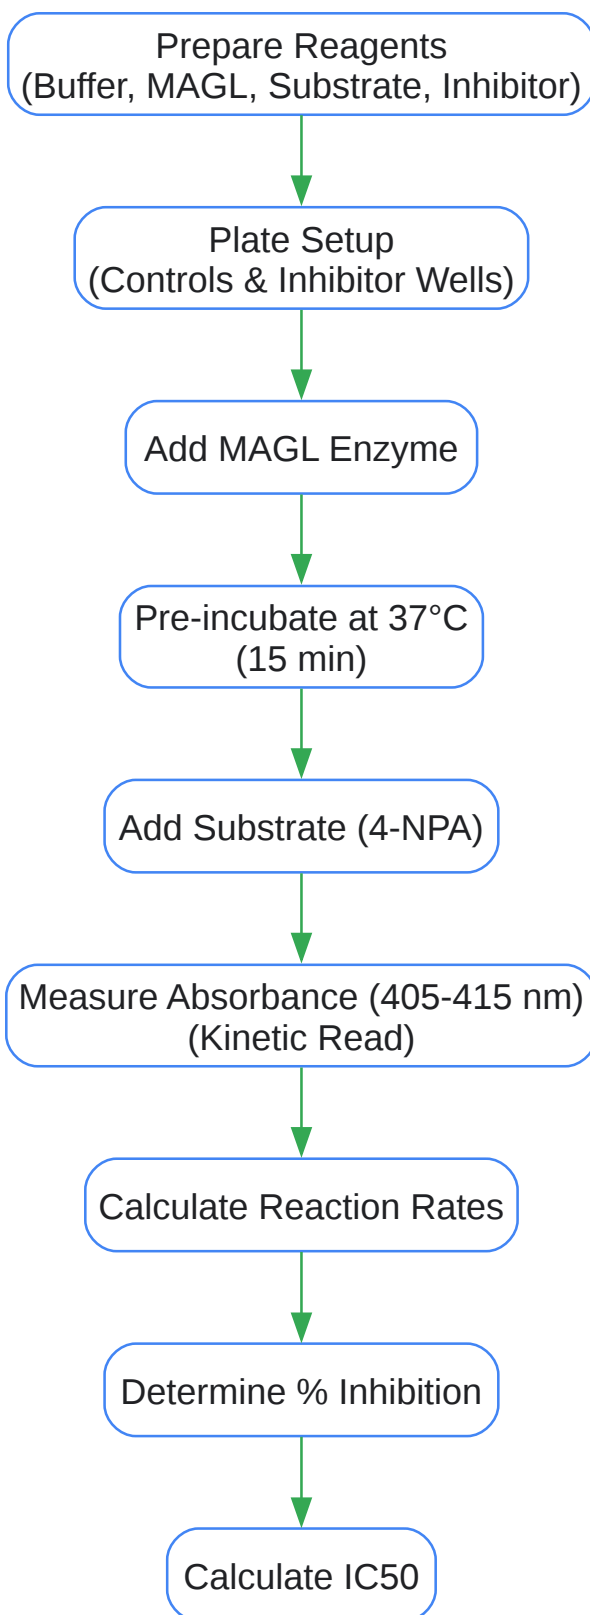 Prepare Reagents
(Buffer, MAGL, Substrate, Inhibitor)
Plate Setup
(Controls & Inhibitor Wells)
Add MAGL Enzyme
Pre-incubate at 37°C
(15 min)
Add Substrate (4-NPA)
Measure Absorbance (405-415 nm)
(Kinetic Read)
Calculate Reaction Rates
Determine % Inhibition
Calculate IC50